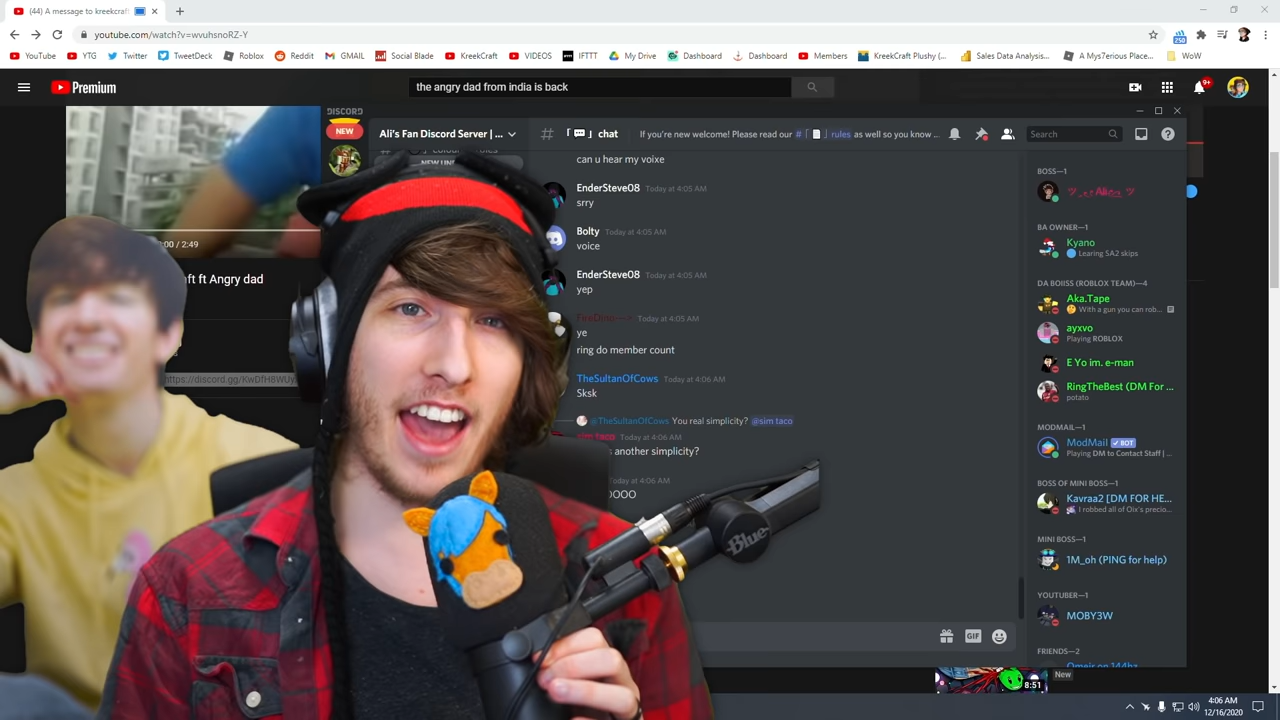 (44) A message to kreekcraf
youtube.com/watch?v=wvuhsnoRZ-Y
250
YouTube YTG Twitter TweetDeck Roblox Reddit GMAIL Social Blade KreekCraft VIDEOS IFTTT My Drive Dashboard Dashboard Members KreekCraft Plushy (... Sales Data Analysis... A Mys7erious Place... WoW
Premium
the angry dad from india is back
9+
DISCORD
NEW
Ali's Fan Discord Server | ...
# 「💬」chat
If you're new welcome! Please read our # 「📄」rules as well so you know ...
Search
can u hear my voixe
EnderSteve08 Today at 4:05 AM
srry
Bolty Today at 4:05 AM
voice
EnderSteve08 Today at 4:05 AM
yep
Today at 4:05 AM
ye
ring do member count
TheSultanOfCows Today at 4:06 AM
Sksk
@TheSultanOfCows You real simplicity? @sim taco
sim taco Today at 4:06 AM
another simplicity?
Today at 4:06 AM
OOOO
:00 / 2:49
ft ft Angry dad
https://discord.gg/KwDfH8WUy
BOSS—1
BA OWNER—1
Kyano
Learing SA2 skips
DA BOIISS (ROBLOX TEAM)—4
Aka.Tape
With a gun you can rob...
ayxvo
Playing ROBLOX
E Yo im. e-man
RingTheBest (DM For ...
potato
MODMAIL—1
ModMail ✓ BOT
Playing DM to Contact Staff | ...
BOSS OF MINI BOSS—1
Kavraa2 [DM FOR HE...
I robbed all of Oix's precio...
MINI BOSS—1
1M_oh (PING for help)
YOUTUBER—1
MOBY3W
FRIENDS—2
Omeir on 144hz
GIF
Blue
8:51
New
4:06 AM
12/16/2020